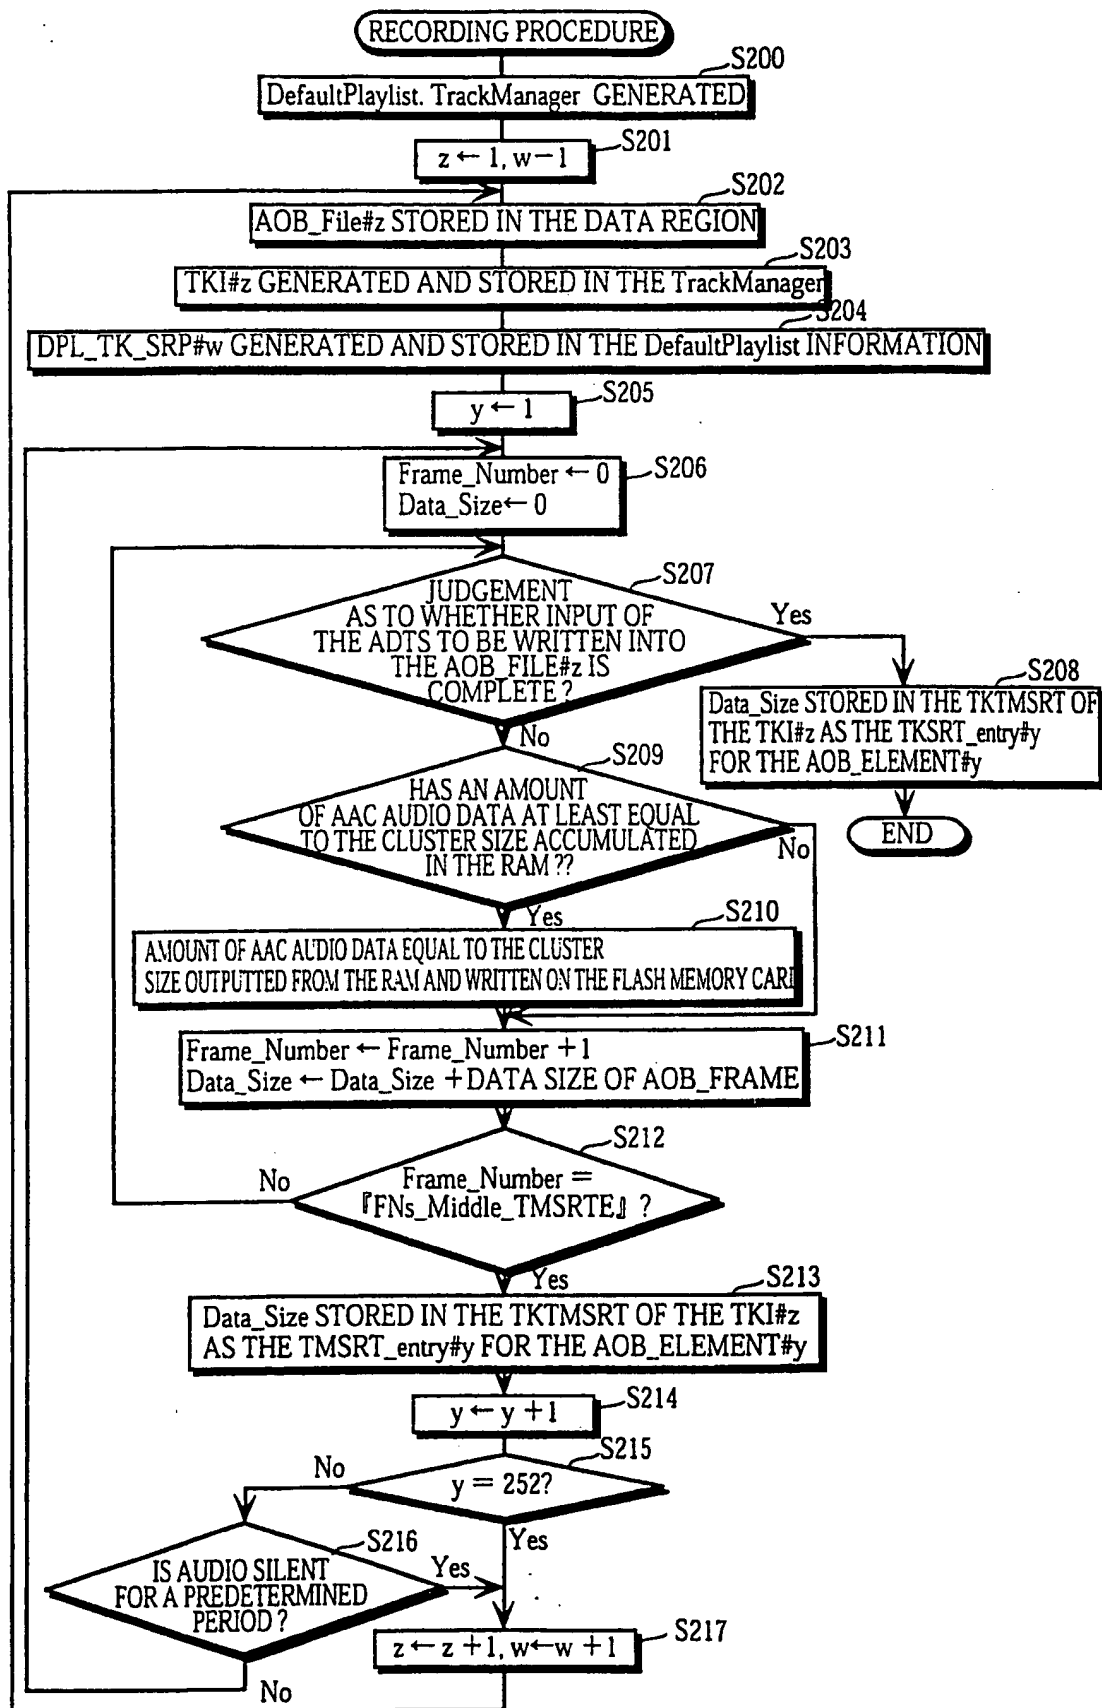 RECORDING PROCEDURE
S200
DefaultPlaylist. TrackManager GENERATED
S201
z ← 1, w—1
S202
AOB_File#z STORED IN THE DATA REGION
S203
TKI#z GENERATED AND STORED IN THE TrackManager
S204
DPL_TK_SRP#w GENERATED AND STORED IN THE DefaultPlaylist INFORMATION
S205
y ← 1
S206
Frame_Number ← 0
Data_Size← 0
S207
JUDGEMENT
AS TO WHETHER INPUT OF
THE ADTS TO BE WRITTEN INTO
THE AOB_FILE#z IS
COMPLETE ?
Yes
No
S208
Data_Size STORED IN THE TKTMSRT OF
THE TKI#z AS THE TKSRT_entry#y
FOR THE AOB_ELEMENT#y
END
S209
HAS AN AMOUNT
OF AAC AUDIO DATA AT LEAST EQUAL
TO THE CLUSTER SIZE ACCUMULATED
IN THE RAM ??
No
Yes
S210
AMOUNT OF AAC AUDIO DATA EQUAL TO THE CLUSTER
SIZE OUTPUTTED FROM THE RAM AND WRITTEN ON THE FLASH MEMORY CARD
S211
Frame_Number ← Frame_Number +1
Data_Size ← Data_Size +DATA SIZE OF AOB_FRAME
S212
No
Frame_Number =
『FNs_Middle_TMSRTE』 ?
Yes
S213
Data_Size STORED IN THE TKTMSRT OF THE TKI#z
AS THE TMSRT_entry#y FOR THE AOB_ELEMENT#y
S214
y ← y +1
S215
No
y = 252?
Yes
S216
IS AUDIO SILENT
FOR A PREDETERMINED
PERIOD ?
Yes
No
S217
z ← z +1, w←w +1